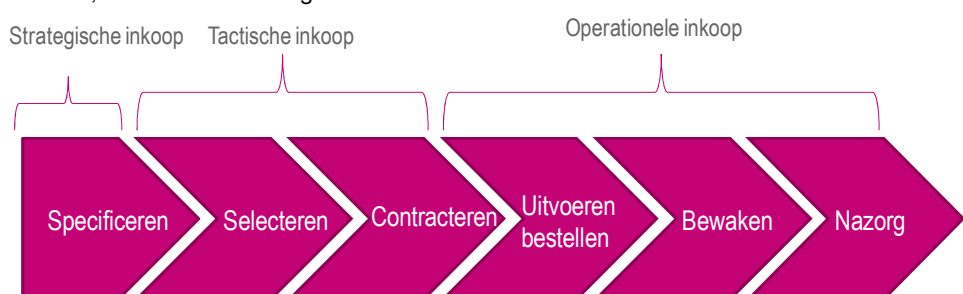 Strategische inkoop
Tactische inkoop
Operationele inkoop
Specificeren
Selecteren
Contracteren
Uitvoeren
bestellen
Bewaken
Nazorg